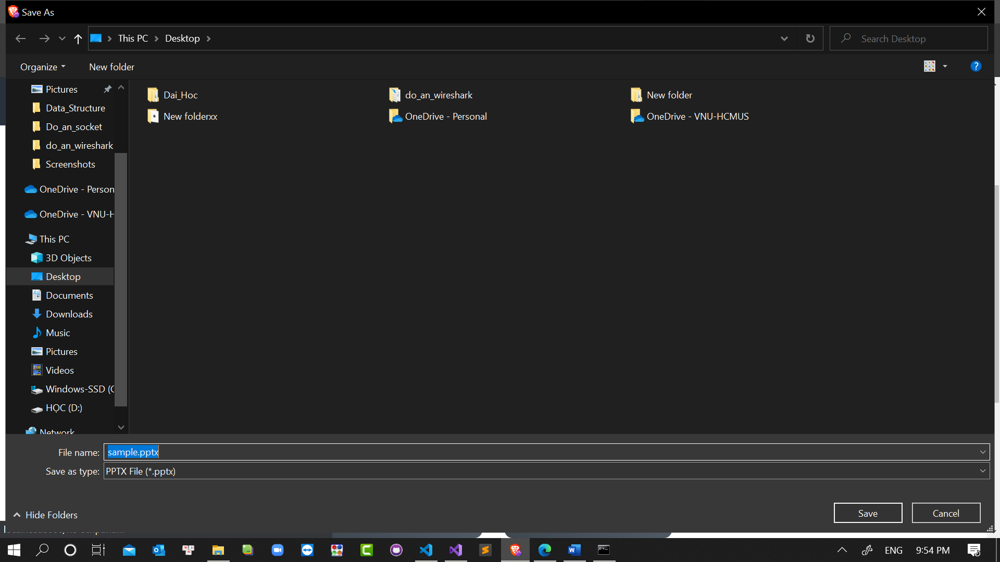 Save As
This PC Desktop
Search Desktop
Organize
New folder
Pictures
Data_Structure
Do_an_socket
do_an_wireshark
Screenshots
OneDrive - Person
OneDrive - VNU-H
This PC
3D Objects
Desktop
Documents
Downloads
Music
Pictures
Videos
Windows-SSD (C
HỌC (D:)
Network
Dai_Hoc
do_an_wireshark
New folder
New folderxx
OneDrive - Personal
OneDrive - VNU-HCMUS
File name: sample.pptx
Save as type: PPTX File (*.pptx)
Hide Folders
Save
Cancel
ENG
9:54 PM